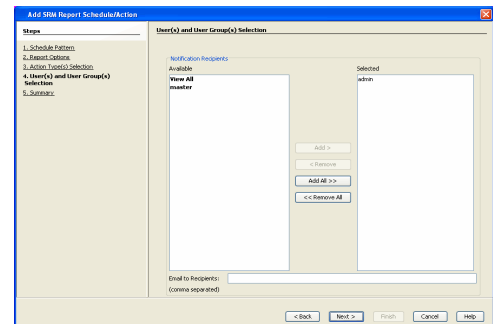 Add SRM Report Schedule/Action
Steps
1. Schedule Pattern
2. Report Options
3. Action Type(s) Selection
4. User(s) and User Group(s)
Selection
5. Summary
User(s) and User Group(s) Selection
Notification Recipients
Available
Selected
View All
master
admin
Add >
< Remove
Add All >>
<< Remove All
Email to Recipients:
(comma separated)
< Back
Next >
Finish
Cancel
Help